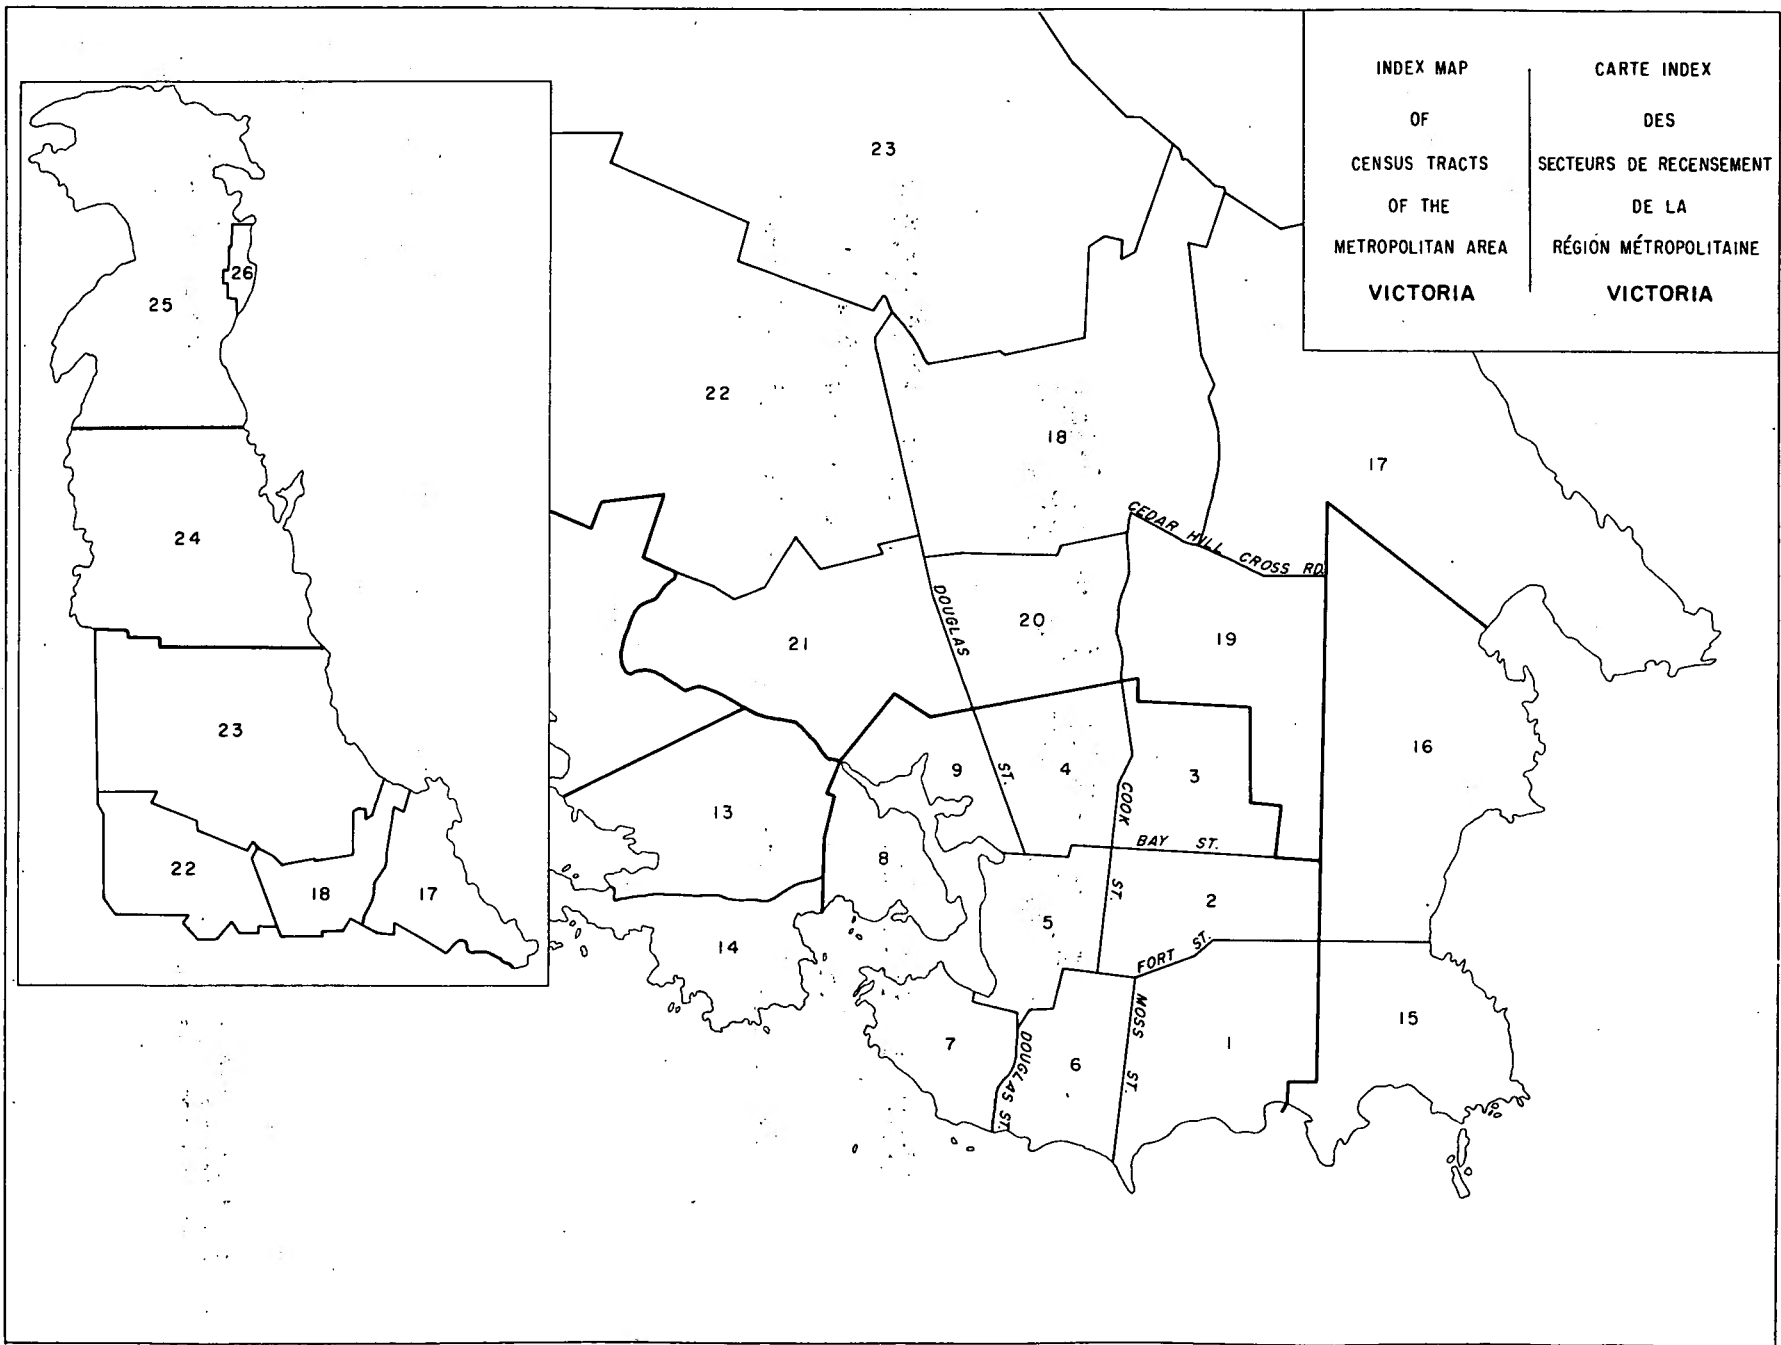 INDEX MAP
OF
CENSUS TRACTS
OF THE
METROPOLITAN AREA
VICTORIA
CARTE INDEX
DES
SECTEURS DE RECENSEMENT
DE LA
RÉGION MÉTROPOLITAINE
VICTORIA
25
26
24
23
22
18
17
23
22
18
17
CEDAR HILL CROSS RD.
DOUGLAS ST.
20
21
19
16
9
4
3
13
COOK ST.
BAY ST.
8
2
5
14
FORT ST.
MOSS ST.
15
7
DOUGLAS ST.
6
1